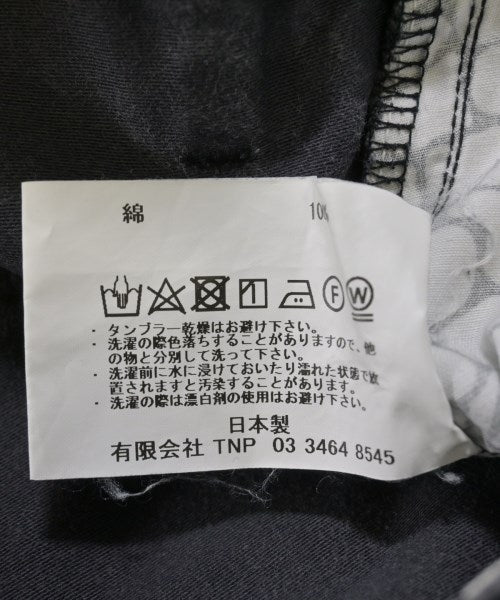 綿 10
F W
・タンブラー乾燥はお避け下さい。
・洗濯の際色落ちすることがありますので、他
の物と分別して洗って下さい。
・洗濯前に水に浸けておいたり濡れた状態で放
置されますと汚染することがあります。
・洗濯の際は漂白剤の使用はお避け下さい。
日本製
有限会社 TNP 03 3464 8545